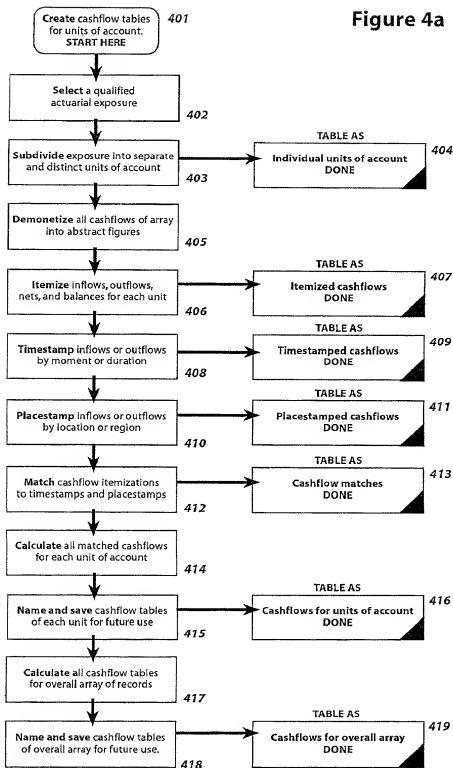 Figure 4a
Create cashflow tables
for units of account.
START HERE
401
Select a qualified
actuarial exposure
402
Subdivide exposure into separate
and distinct units of account
403
TABLE AS
Individual units of account
DONE
404
Demonetize all cashflows of array
into abstract figures
405
Itemize inflows, outflows,
nets, and balances for each unit
406
TABLE AS
Itemized cashflows
DONE
407
Timestamp inflows or outflows
by moment or duration
408
TABLE AS
Timestamped cashflows
DONE
409
Placestamp inflows or outflows
by location or region
410
TABLE AS
Placestamped cashflows
DONE
411
Match cashflow itemizations
to timestamps and placestamps
412
TABLE AS
Cashflow matches
DONE
413
Calculate all matched cashflows
for each unit of account
414
Name and save cashflow tables
of each unit for future use
415
TABLE AS
Cashflows for units of account
DONE
416
Calculate all cashflow tables
for overall array of records
417
Name and save cashflow tables
of overall array for future use.
418
TABLE AS
Cashflows for overall array
DONE
419